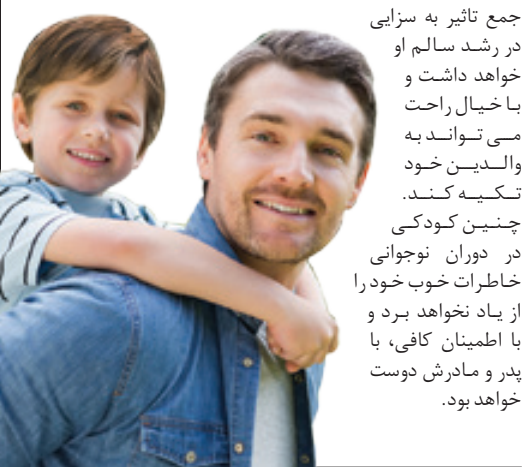 جمع تاثیر به سزایی
در رشد سالم او
خواهد داشت و
با خیال راحت
می تواند به
والدین خود
تکیه کند.
چنین کودکی
در دوران نوجوانی
خاطرات خوب خود را
از یاد نخواهد برد و
با اطمینان کافی، با
پدر و مادرش دوست
خواهد بود.